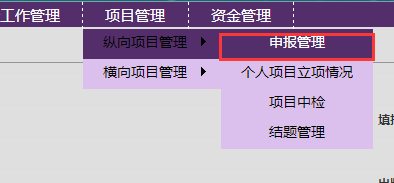 工作管理 项目管理 资金管理
纵向项目管理 申报管理
横向项目管理 个人项目立项情况
项目中检
结题管理